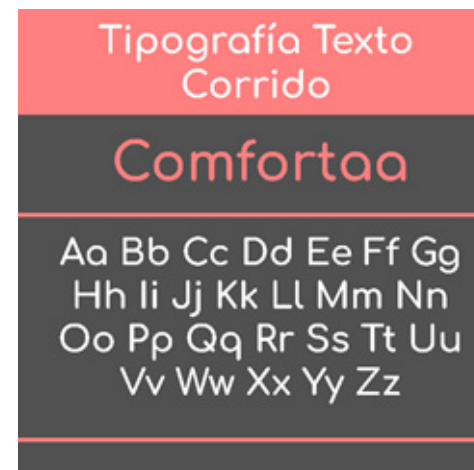 Tipografía Texto
Corrido
Comfortaa
Aa Bb Cc Dd Ee Ff Gg
Hh Ii Jj Kk Ll Mm Nn
Oo Pp Qq Rr Ss Tt Uu
Vv Ww Xx Yy Zz